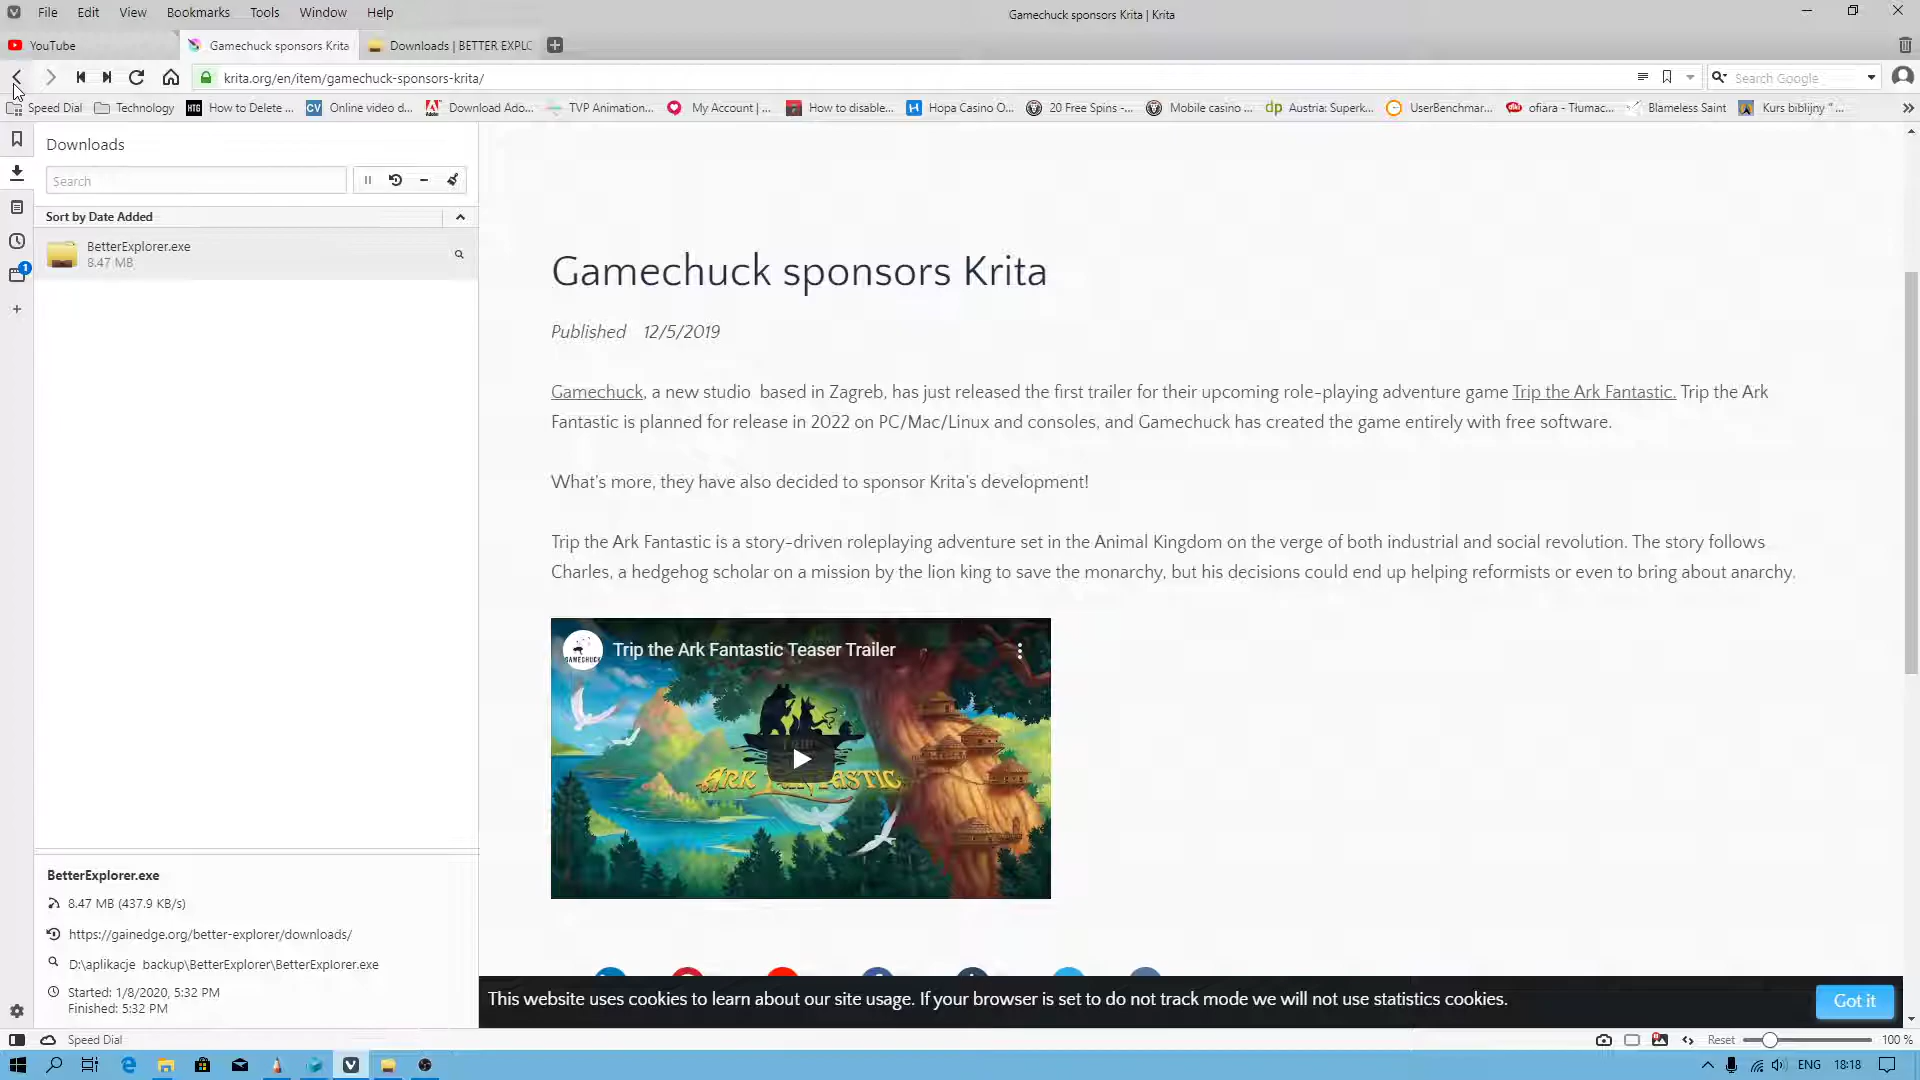 File Edit View Bookmarks Tools Window Help
Gamechuck sponsors Krita | Krita
YouTube
Gamechuck sponsors Krita
Downloads | BETTER EXPLC
krita.org/en/item/gamechuck-sponsors-krita/
Search Google
Speed Dial
Technology
HTG How to Delete ...
CV Online video d...
Download Ado...
TVP Animation...
My Account | ...
How to disable...
H Hopa Casino O...
20 Free Spins -...
Mobile casino ...
dp Austria: Superk...
UserBenchmar...
ofiara - Tłumac...
Blameless Saint
Kurs biblijny "...
Downloads
Search
Sort by Date Added
BetterExplorer.exe
8.47 MB
1
Gamechuck sponsors Krita
Published 12/5/2019
Gamechuck, a new studio based in Zagreb, has just released the first trailer for their upcoming role-playing adventure game Trip the Ark Fantastic. Trip the Ark
Fantastic is planned for release in 2022 on PC/Mac/Linux and consoles, and Gamechuck has created the game entirely with free software.
What's more, they have also decided to sponsor Krita's development!
Trip the Ark Fantastic is a story-driven roleplaying adventure set in the Animal Kingdom on the verge of both industrial and social revolution. The story follows
Charles, a hedgehog scholar on a mission by the lion king to save the monarchy, but his decisions could end up helping reformists or even to bring about anarchy.
GAMECHUCK
Trip the Ark Fantastic Teaser Trailer
ARK FANTASTIC
BetterExplorer.exe
8.47 MB (437.9 KB/s)
https://gainedge.org/better-explorer/downloads/
D:\aplikacje backup\BetterExplorer\BetterExplorer.exe
Started: 1/8/2020, 5:32 PM
Finished: 5:32 PM
This website uses cookies to learn about our site usage. If your browser is set to do not track mode we will not use statistics cookies.
Got it
Speed Dial
Reset
100 %
ENG
18:18